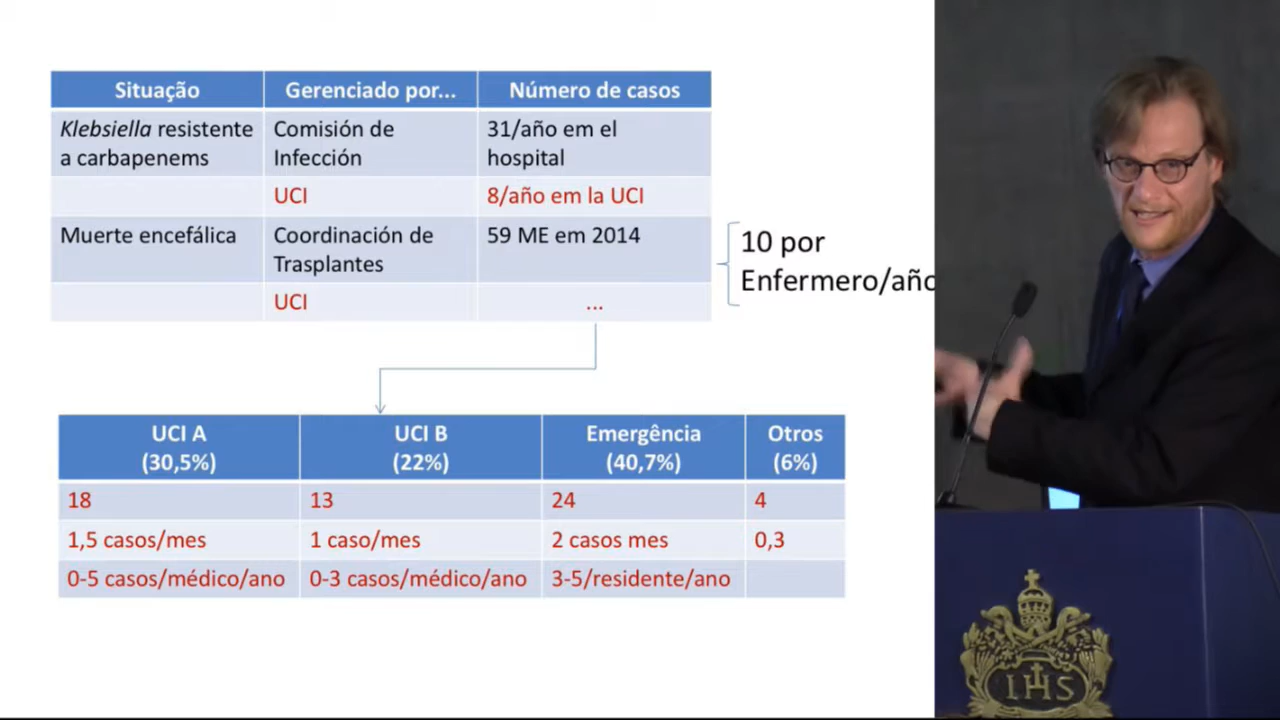 Situação Gerenciado por... Número de casos
Klebsiella resistente a carbapenems Comisión de Infección 31/año em el hospital
UCI 8/año em la UCI
Muerte encefálica Coordinación de Trasplantes 59 ME em 2014
UCI ...
10 por
Enfermero/año
UCI A (30,5%) UCI B (22%) Emergência (40,7%) Otros (6%)
18 13 24 4
1,5 casos/mes 1 caso/mes 2 casos mes 0,3
0-5 casos/médico/ano 0-3 casos/médico/ano 3-5/residente/ano
IHS